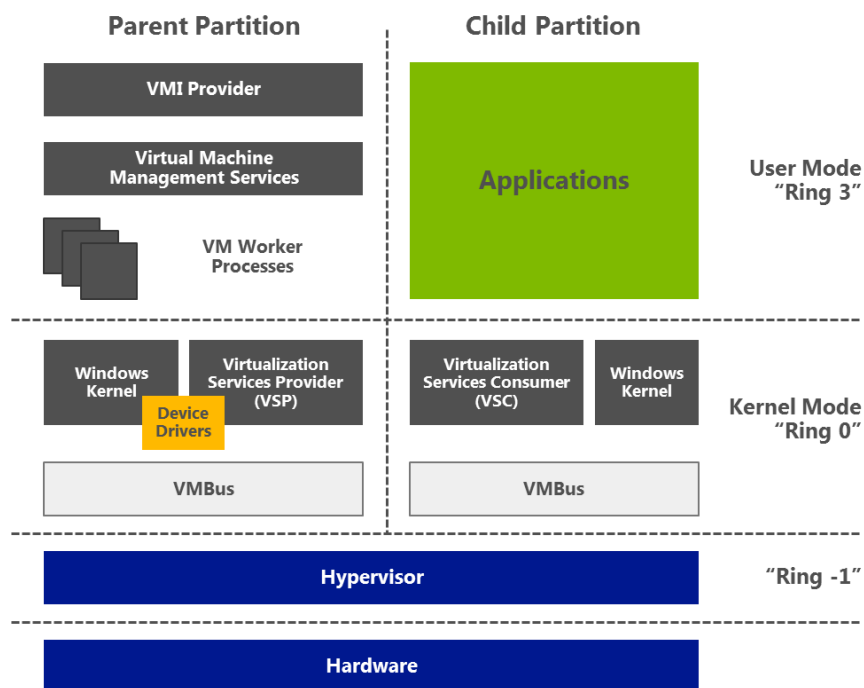 Parent Partition
Child Partition
VMI Provider
Virtual Machine
Management Services
VM Worker
Processes
Applications
User Mode
“Ring 3”
Windows
Kernel
Virtualization
Services Provider
(VSP)
Device
Drivers
Virtualization
Services Consumer
(VSC)
Windows
Kernel
Kernel Mode
“Ring 0”
VMBus
VMBus
Hypervisor
“Ring -1”
Hardware